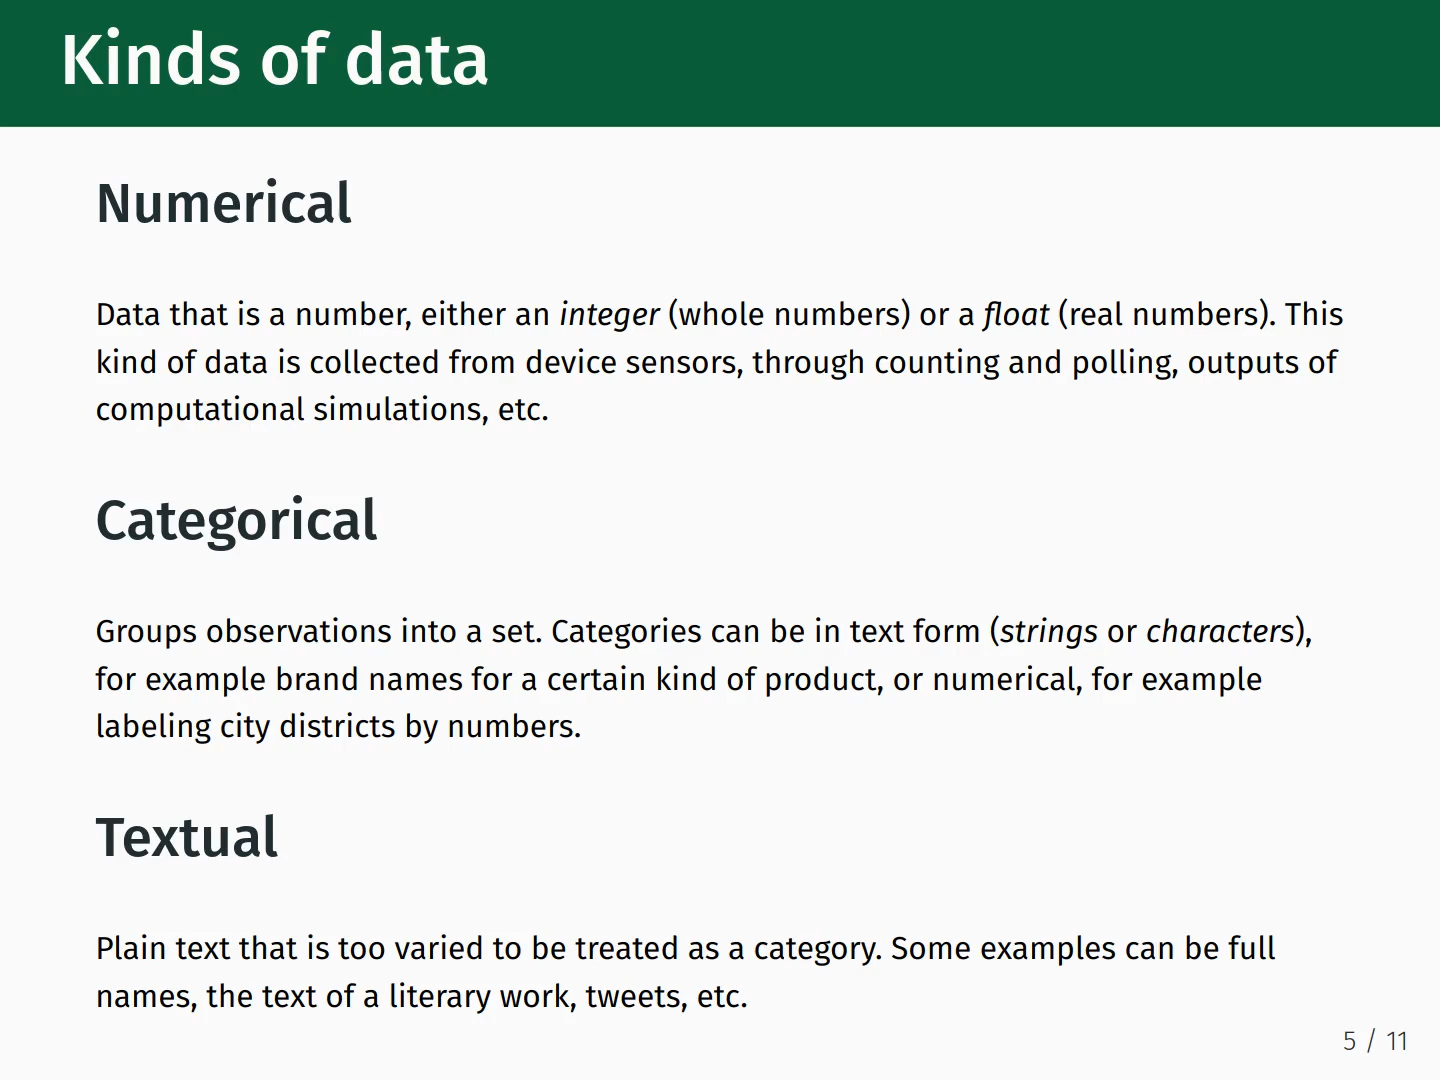 Kinds of data
Numerical
Data that is a number, either an integer (whole numbers) or a float (real numbers). This
kind of data is collected from device sensors, through counting and polling, outputs of
computational simulations, etc.
Categorical
Groups observations into a set. Categories can be in text form (strings or characters),
for example brand names for a certain kind of product, or numerical, for example
labeling city districts by numbers.
Textual
Plain text that is too varied to be treated as a category. Some examples can be full
names, the text of a literary work, tweets, etc.
5 / 11